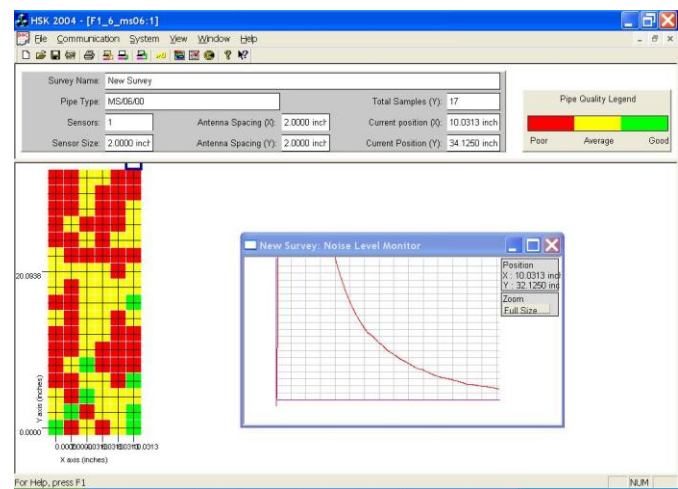 HSK 2004 - [F1_6_ms06:1]
File Communication System View Window Help
Survey Name: New Survey
Pipe Type: MS/06/00 Total Samples (Y): 17
Sensors: 1 Antenna Spacing (X): 2.0000 inch Current position (X): 10.0313 inch
Sensor Size: 2.0000 inch Antenna Spacing (Y): 2.0000 inch Current Position (Y): 34.1250 inch
Pipe Quality Legend
Poor Average Good
New Survey: Noise Level Monitor
Position
X : 10.0313 inch
Y : 32.1250 inc
Zoom
Full Size
20.0938
Y axis (inches)
0.0000
X axis (inches)
For Help, press F1 NUM